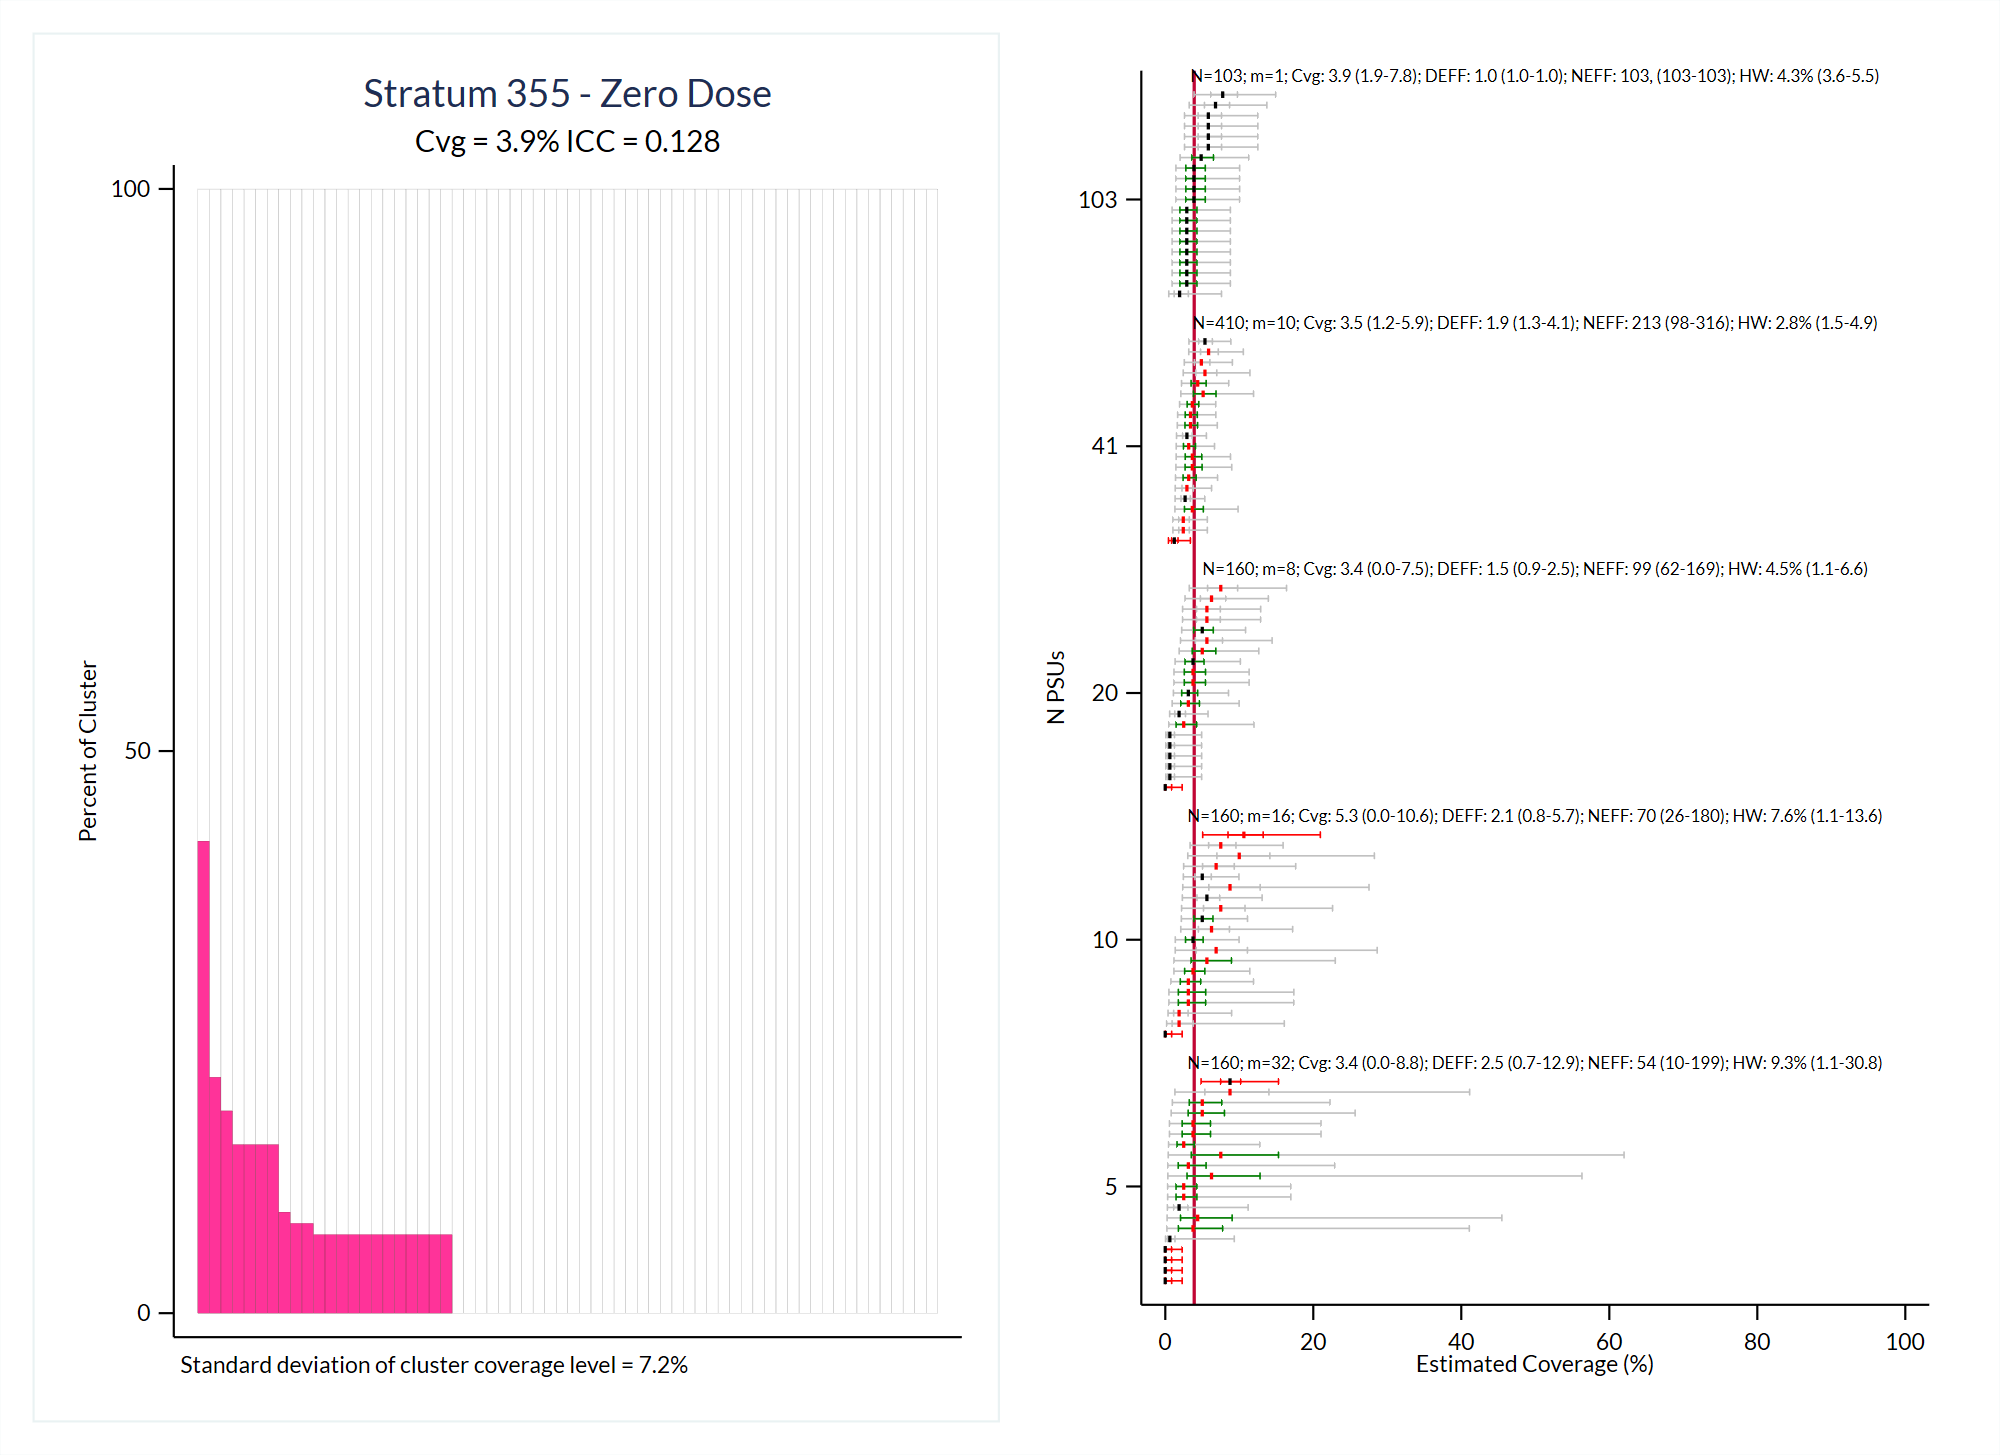 Stratum 355 - Zero Dose
Cvg = 3.9% ICC = 0.128
100
50
0
Percent of Cluster
Standard deviation of cluster coverage level = 7.2%
N=103; m=1; Cvg: 3.9 (1.9-7.8); DEFF: 1.0 (1.0-1.0); NEFF: 103, (103-103); HW: 4.3% (3.6-5.5)
103
N=410; m=10; Cvg: 3.5 (1.2-5.9); DEFF: 1.9 (1.3-4.1); NEFF: 213 (98-316); HW: 2.8% (1.5-4.9)
41
N=160; m=8; Cvg: 3.4 (0.0-7.5); DEFF: 1.5 (0.9-2.5); NEFF: 99 (62-169); HW: 4.5% (1.1-6.6)
20
N=160; m=16; Cvg: 5.3 (0.0-10.6); DEFF: 2.1 (0.8-5.7); NEFF: 70 (26-180); HW: 7.6% (1.1-13.6)
10
N=160; m=32; Cvg: 3.4 (0.0-8.8); DEFF: 2.5 (0.7-12.9); NEFF: 54 (10-199); HW: 9.3% (1.1-30.8)
5
N PSUs
0 20 40 60 80 100
Estimated Coverage (%)